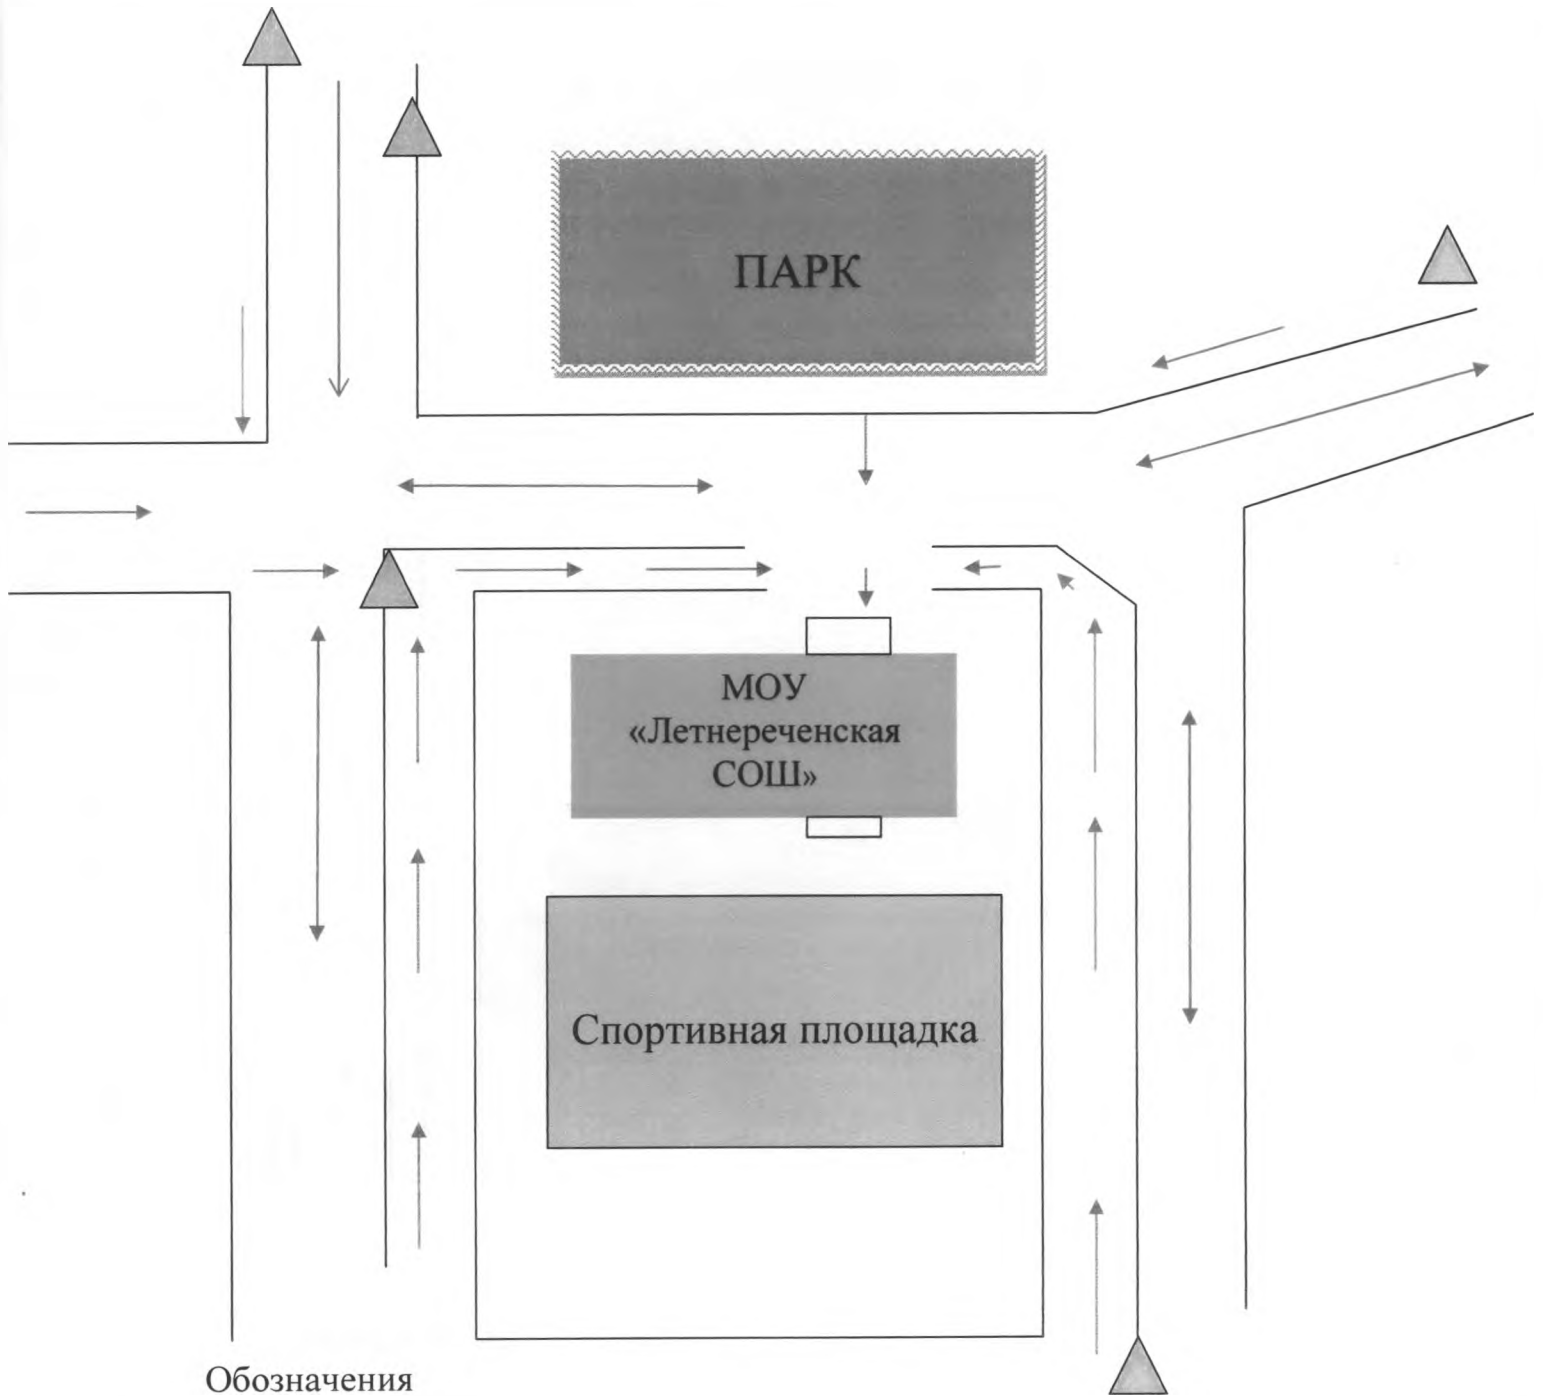 ПАРК
МОУ
«Летнереченская
СОШ»
Спортивная площадка
Обозначения